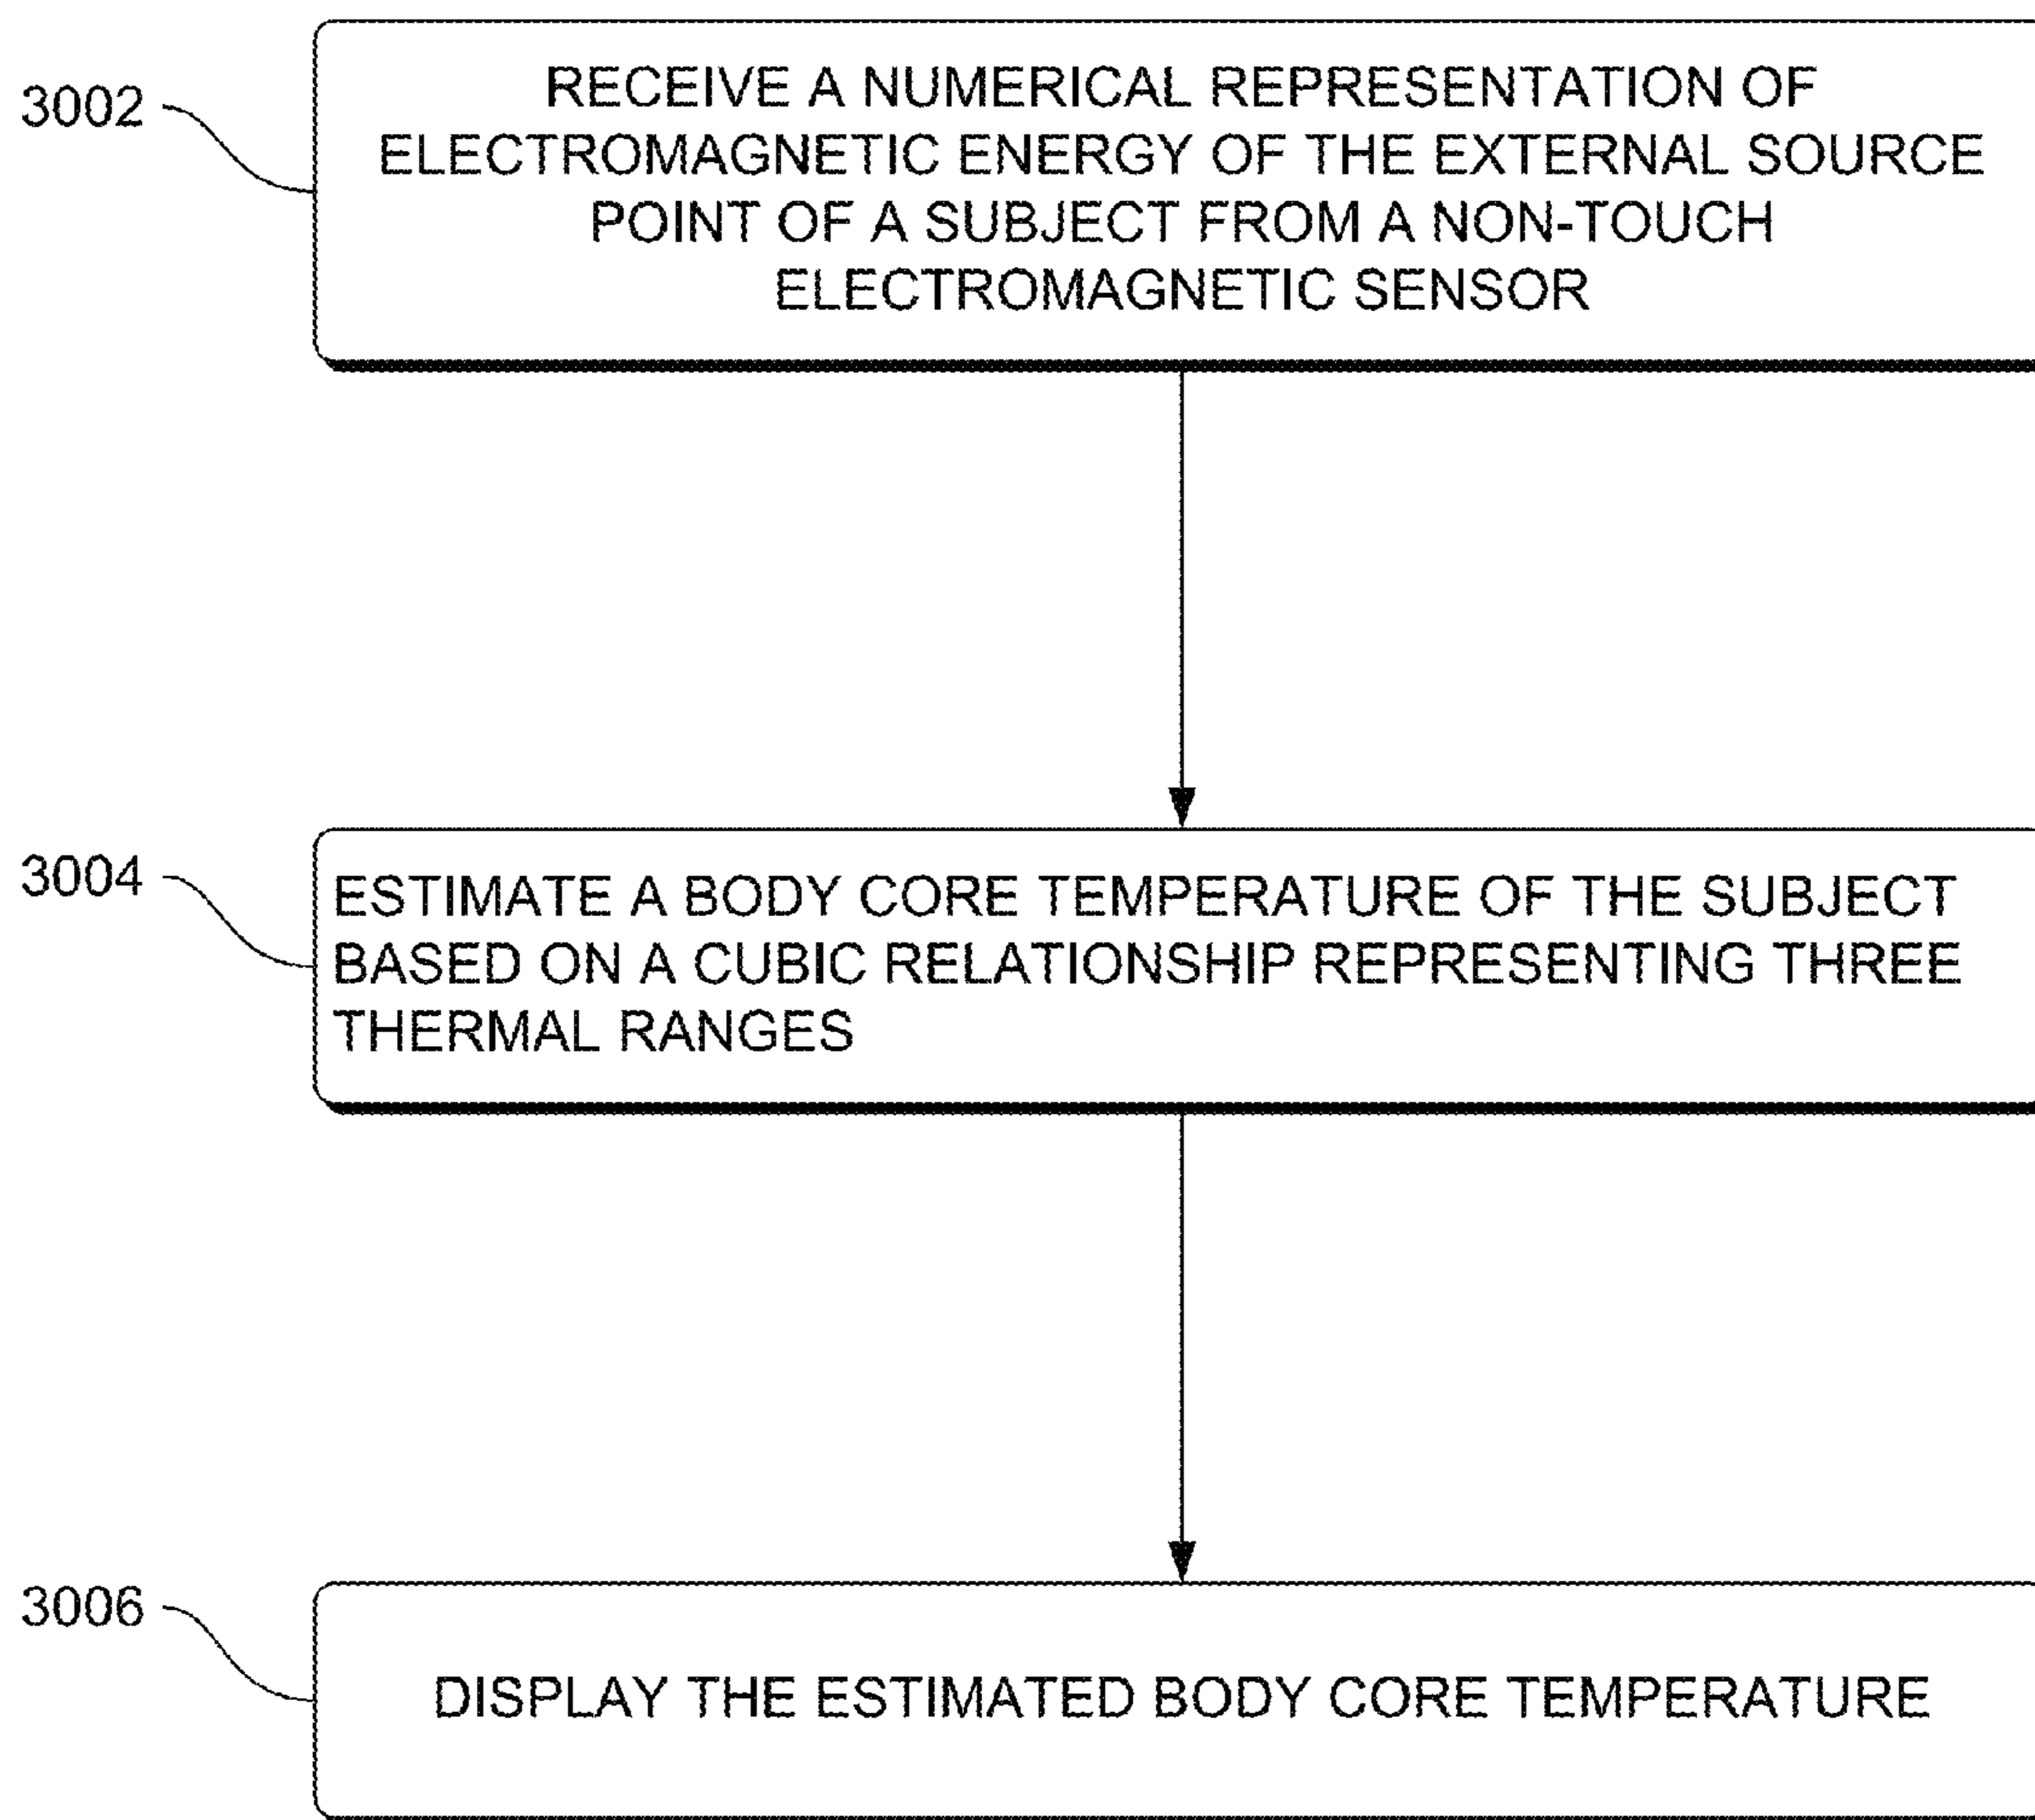 3002
RECEIVE A NUMERICAL REPRESENTATION OF
ELECTROMAGNETIC ENERGY OF THE EXTERNAL SOURCE
POINT OF A SUBJECT FROM A NON-TOUCH
ELECTROMAGNETIC SENSOR
3004
ESTIMATE A BODY CORE TEMPERATURE OF THE SUBJECT
BASED ON A CUBIC RELATIONSHIP REPRESENTING THREE
THERMAL RANGES
3006
DISPLAY THE ESTIMATED BODY CORE TEMPERATURE